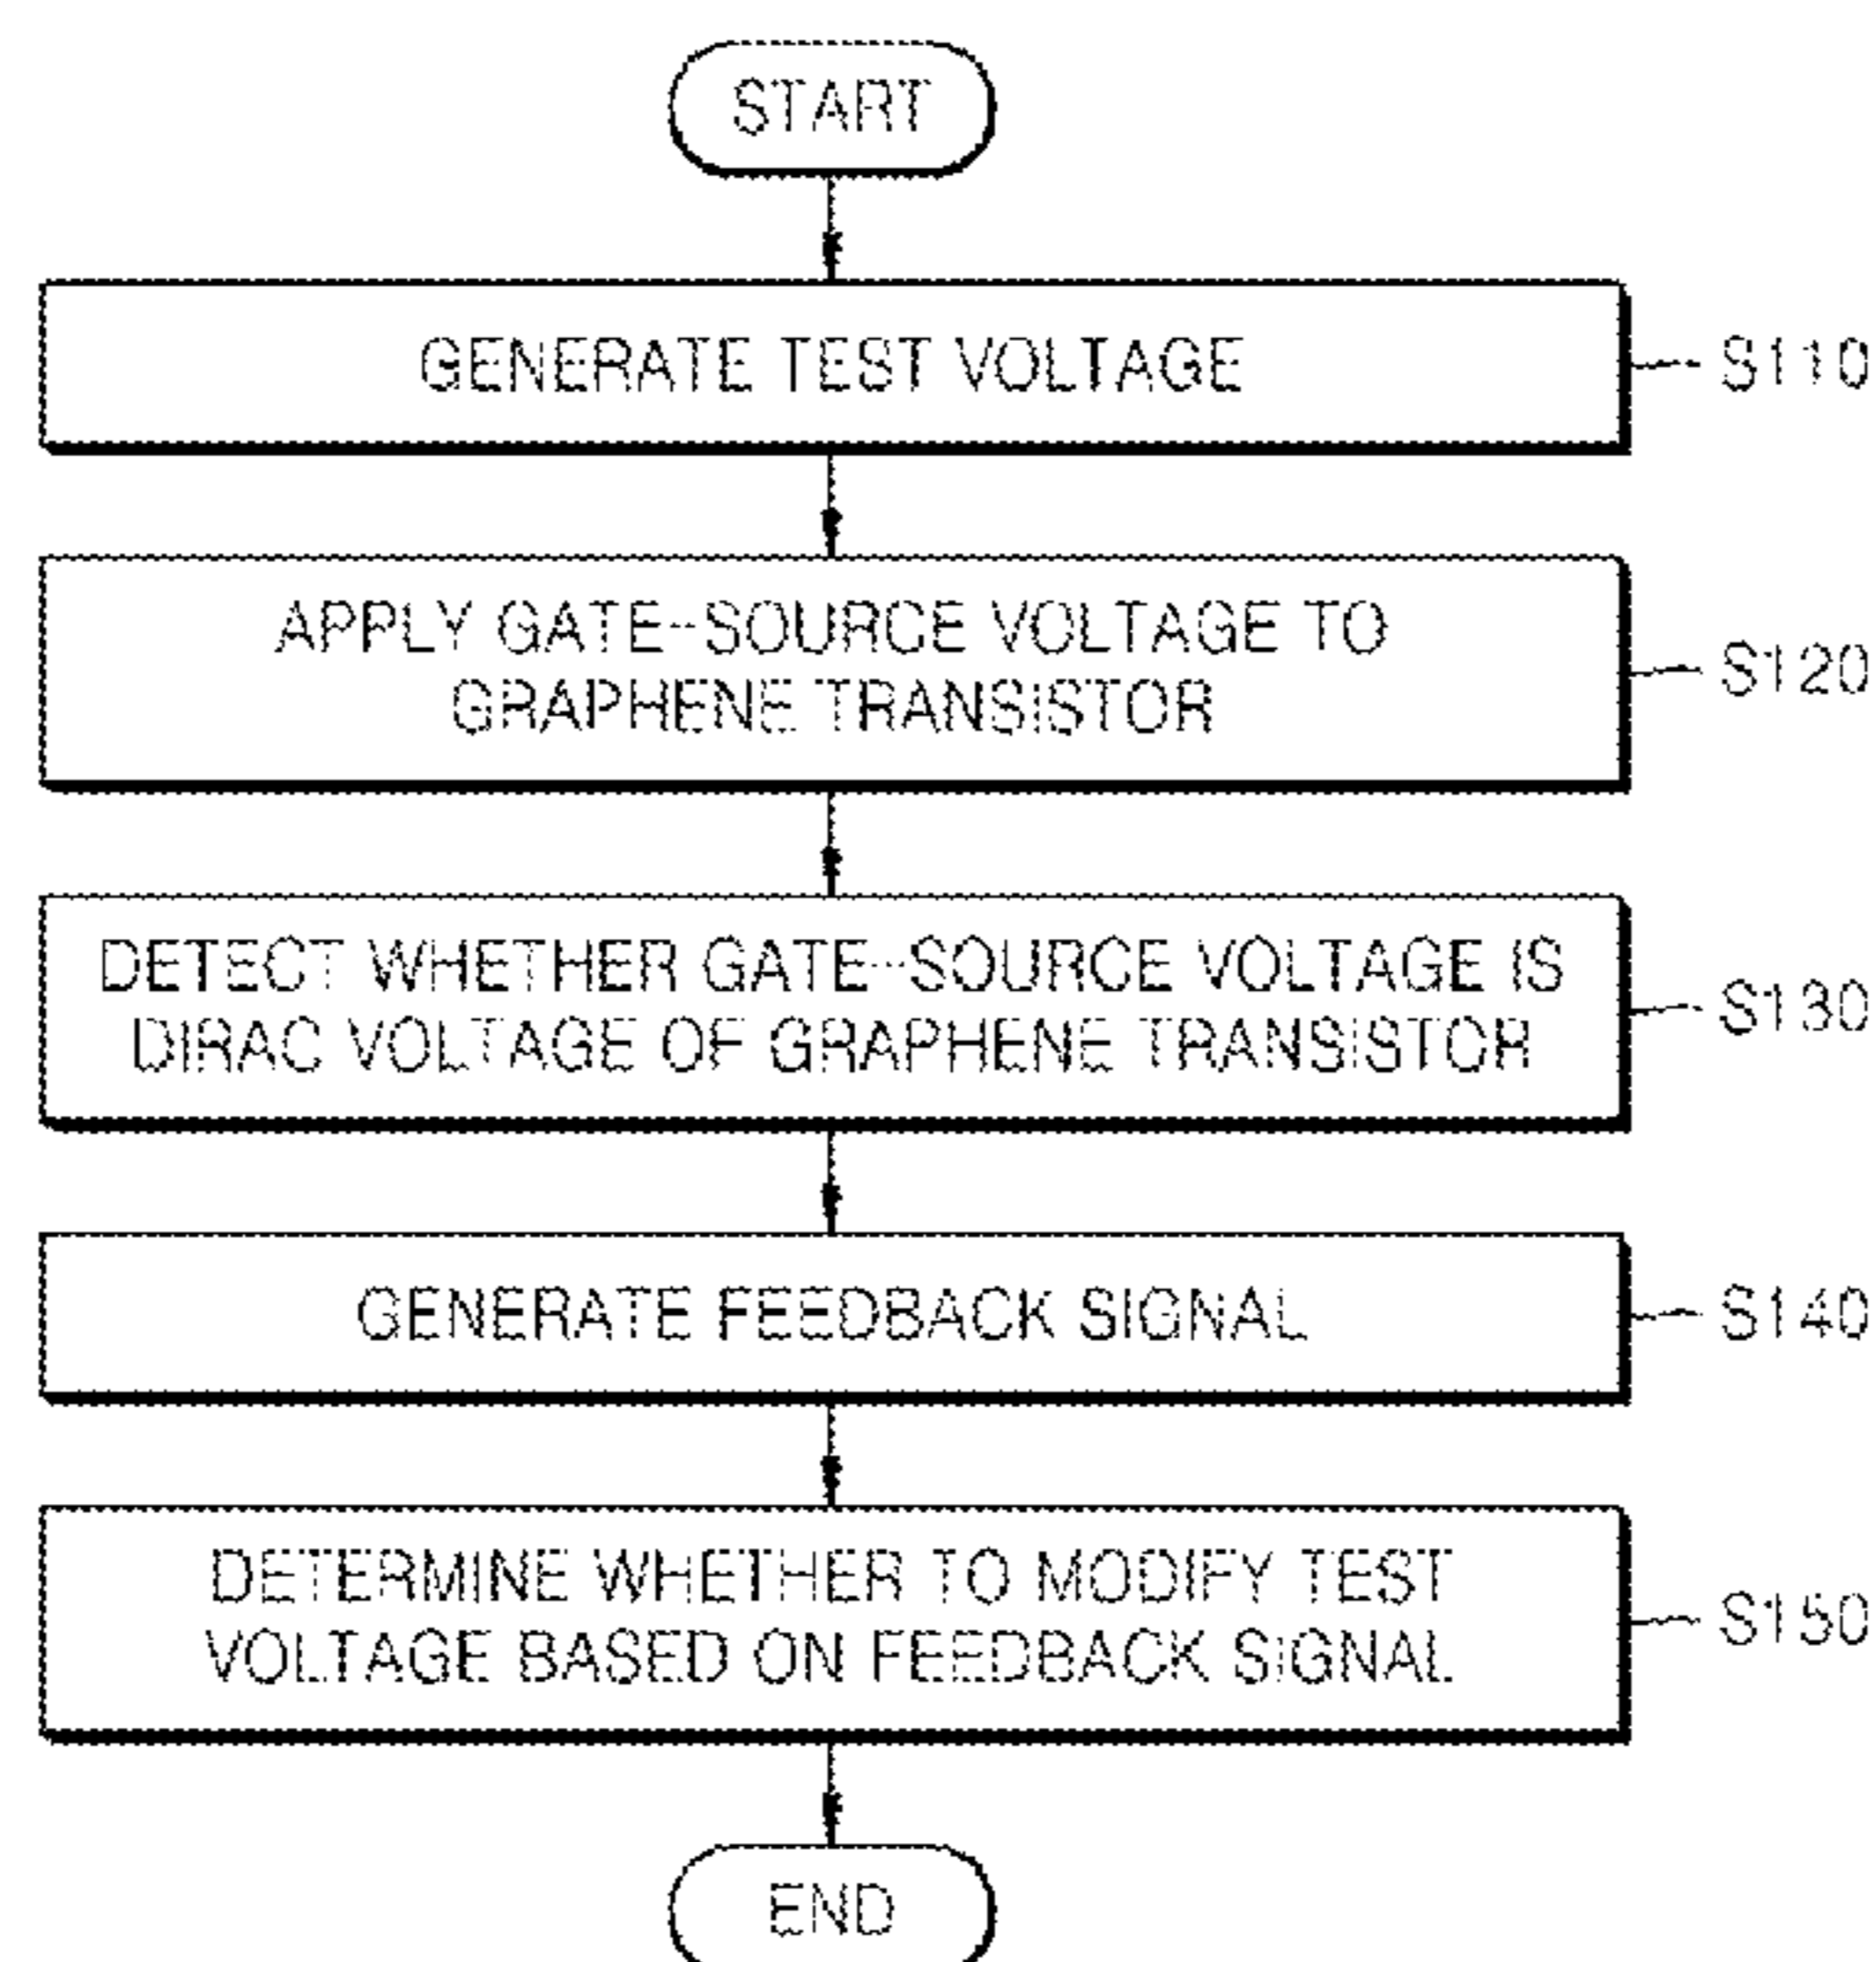 START
GENERATE TEST VOLTAGE
S110
APPLY GATE-SOURCE VOLTAGE TO
GRAPHENE TRANSISTOR
S120
DETECT WHETHER GATE-SOURCE VOLTAGE IS
DIRAC VOLTAGE OF GRAPHENE TRANSISTOR
S130
GENERATE FEEDBACK SIGNAL
S140
DETERMINE WHETHER TO MODIFY TEST
VOLTAGE BASED ON FEEDBACK SIGNAL
S150
END